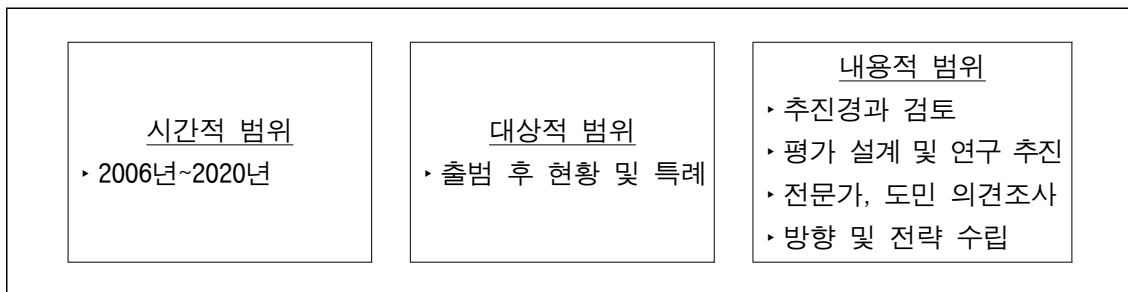 시간적 범위
‣ 2006년~2020년
대상적 범위
‣ 출범 후 현황 및 특례
내용적 범위
‣ 추진경과 검토
‣ 평가 설계 및 연구 추진
‣ 전문가, 도민 의견조사
‣ 방향 및 전략 수립